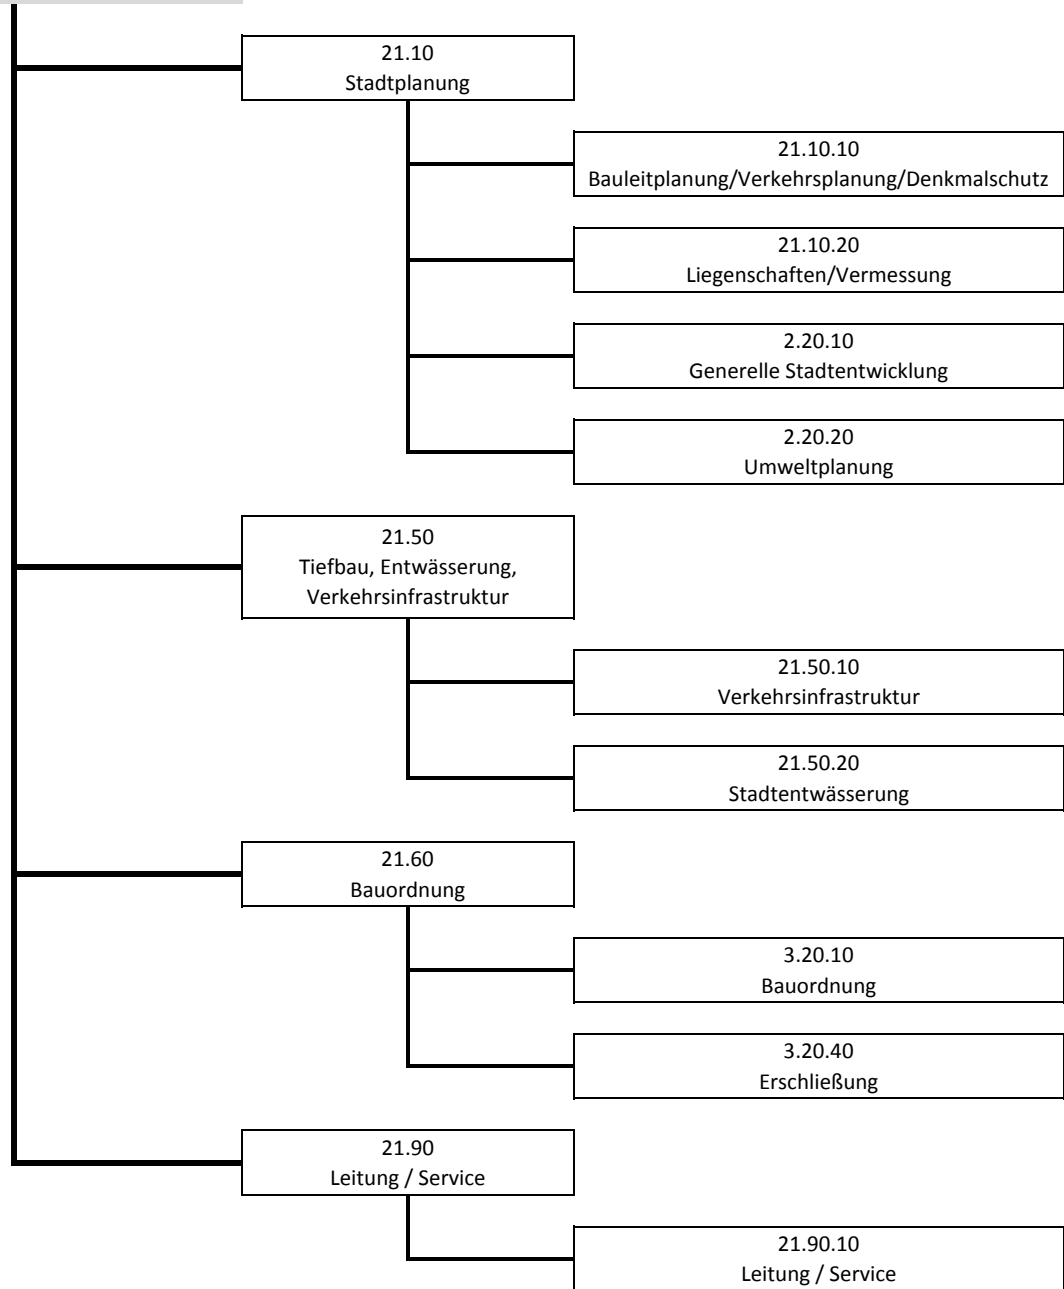 21.10
Stadtplanung
21.10.10
Bauleitplanung/Verkehrsplanung/Denkmalschutz
21.10.20
Liegenschaften/Vermessung
2.20.10
Generelle Stadtentwicklung
2.20.20
Umweltplanung
21.50
Tiefbau, Entwässerung,
Verkehrsinfrastruktur
21.50.10
Verkehrsinfrastruktur
21.50.20
Stadtentwässerung
21.60
Bauordnung
3.20.10
Bauordnung
3.20.40
Erschließung
21.90
Leitung / Service
21.90.10
Leitung / Service